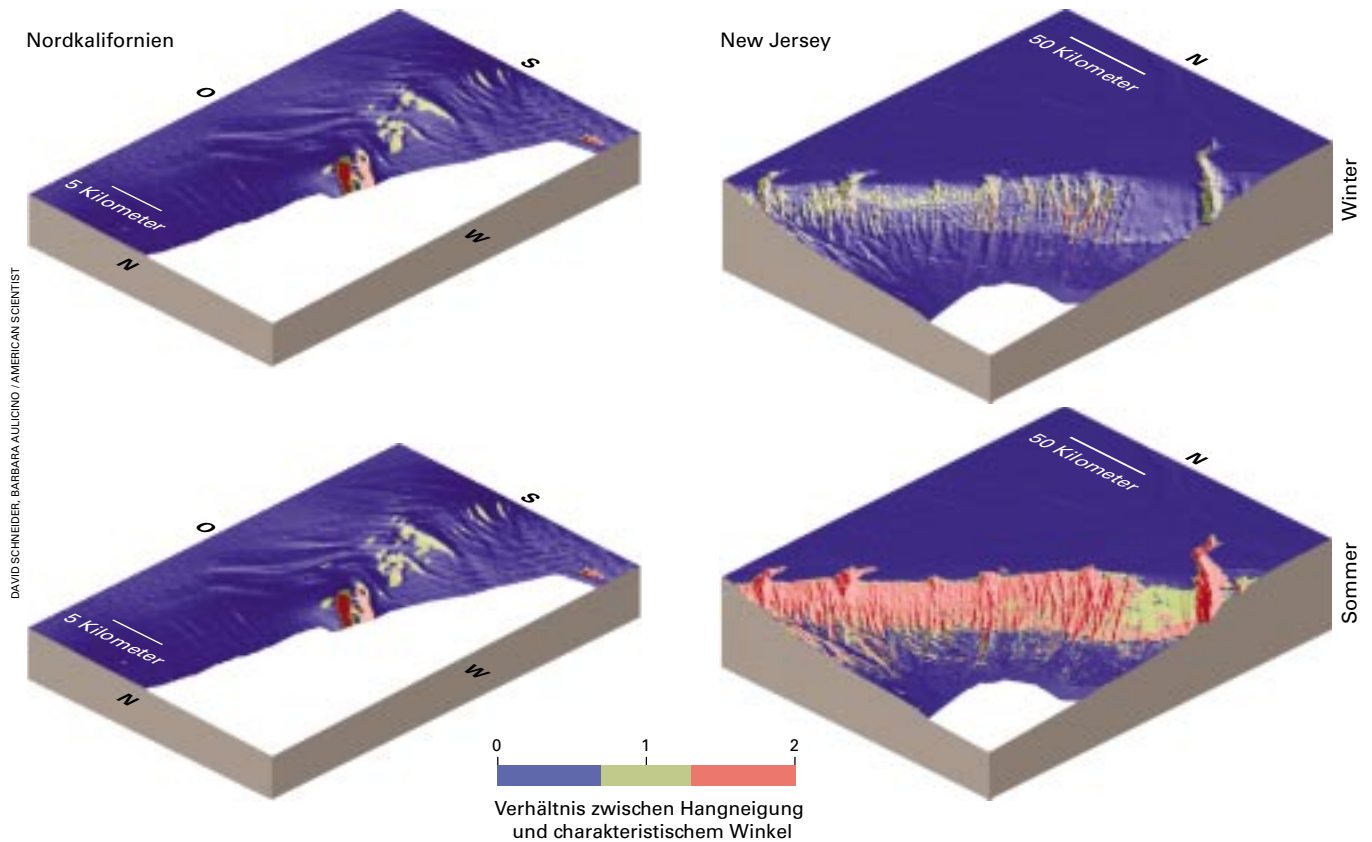 Nordkalifornien
New Jersey
O
S
5 Kilometer
N
W
50 Kilometer
N
Winter
O
S
5 Kilometer
N
W
50 Kilometer
N
Sommer
0 1 2
Verhältnis zwischen Hangneigung
und charakteristischem Winkel
DAVID SCHNEIDER, BARBARA AULICINO / AMERICAN SCIENTIST